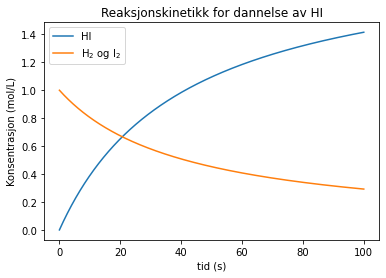 Reaksjonskinetikk for dannelse av HI
HI
H₂ og I₂
Konsentrasjon (mol/L)
1.4
1.2
1.0
0.8
0.6
0.4
0.2
0.0
0 20 40 60 80 100
tid (s)